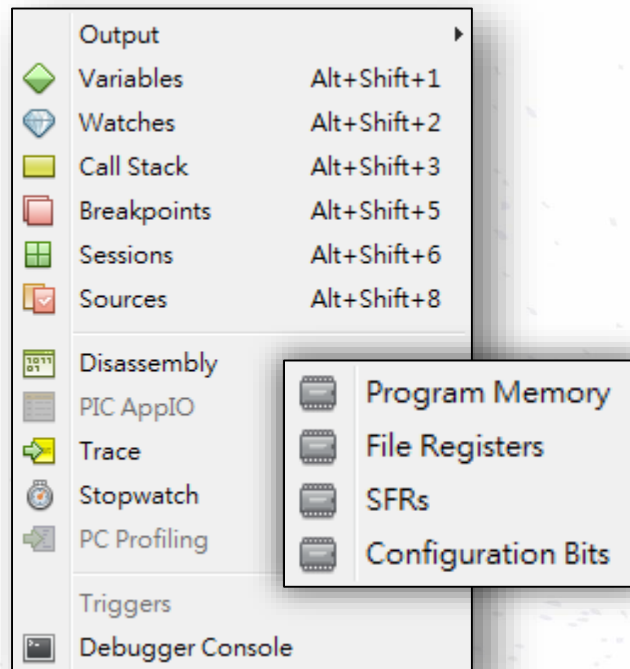 Output
Variables Alt+Shift+1
Watches Alt+Shift+2
Call Stack Alt+Shift+3
Breakpoints Alt+Shift+5
Sessions Alt+Shift+6
Sources Alt+Shift+8
Disassembly
PIC AppIO
Trace
Stopwatch
PC Profiling
Triggers
Debugger Console
Program Memory
File Registers
SFRs
Configuration Bits